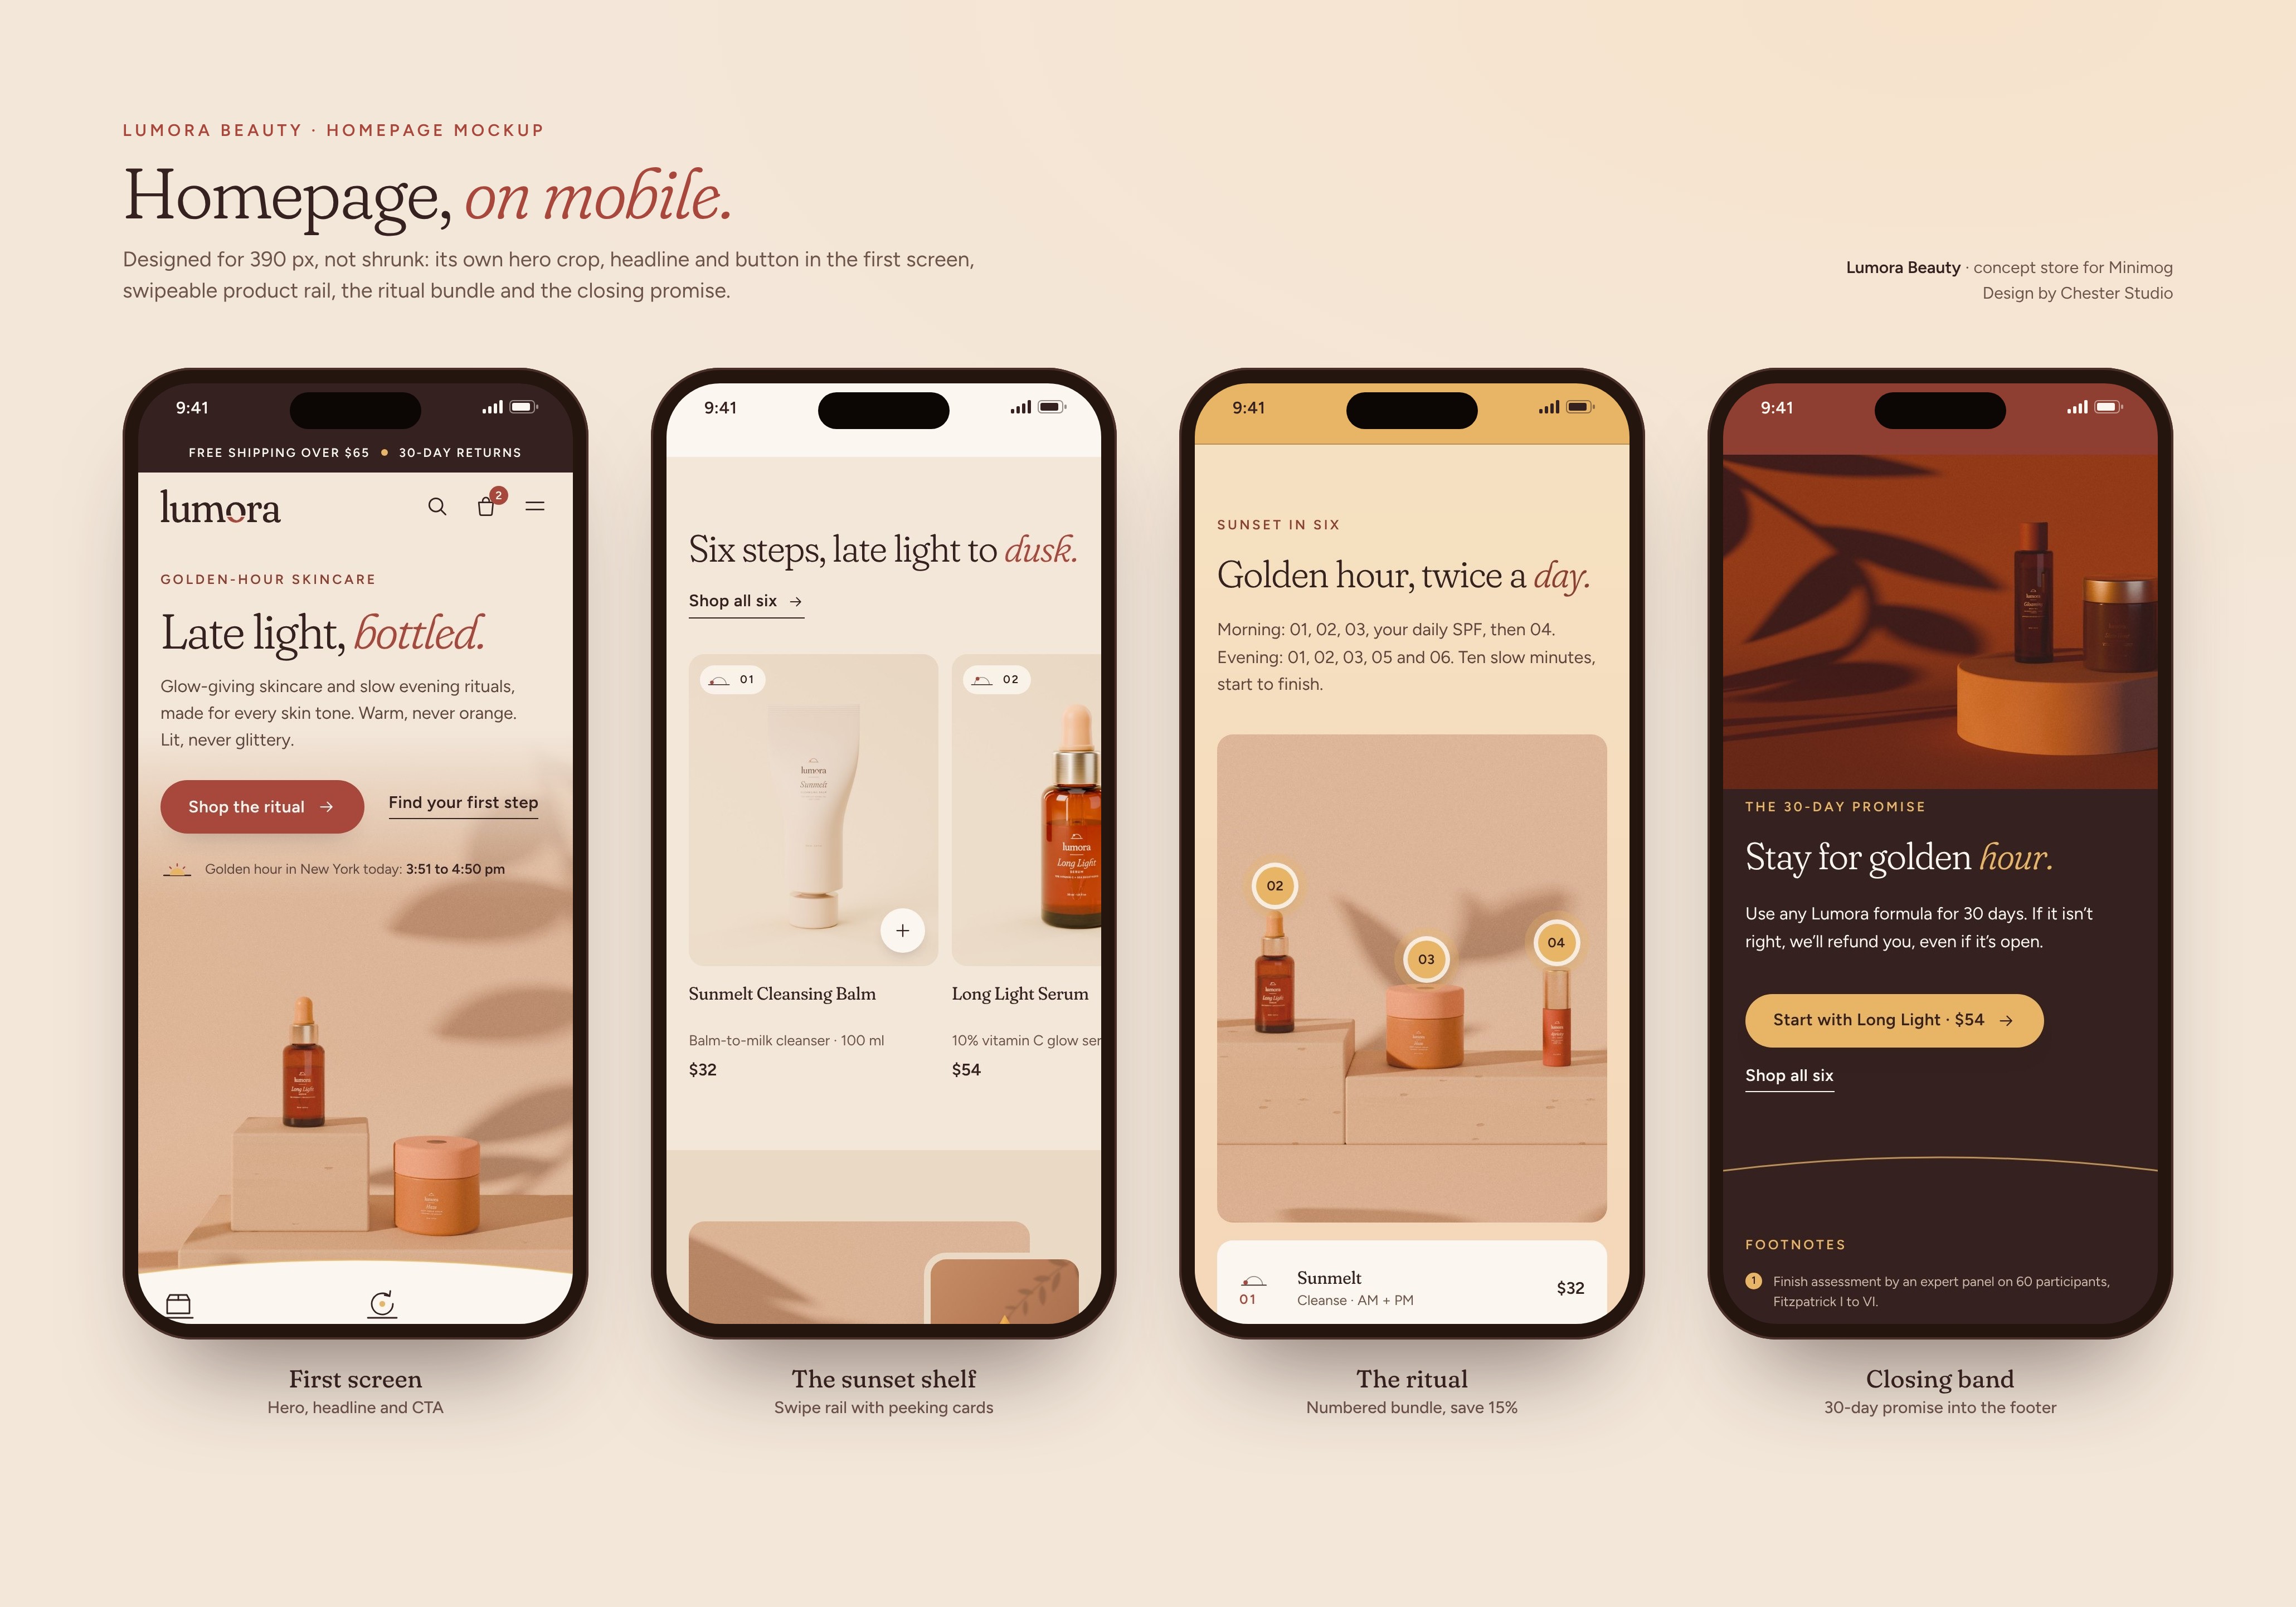 LUMORA BEAUTY · HOMEPAGE MOCKUP
Homepage, on mobile.
Designed for 390 px, not shrunk: its own hero crop, headline and button in the first screen,
swipeable product rail, the ritual bundle and the closing promise.
Lumora Beauty · concept store for Minimog
Design by Chester Studio
9:41
FREE SHIPPING OVER $65 • 30-DAY RETURNS
lumora
2
GOLDEN-HOUR SKINCARE
Late light, bottled.
Glow-giving skincare and slow evening rituals,
made for every skin tone. Warm, never orange.
Lit, never glittery.
Shop the ritual →
Find your first step
Golden hour in New York today: 3:51 to 4:50 pm
lumora
Long Light
First screen
Hero, headline and CTA
9:41
Six steps, late light to dusk.
Shop all six →
01
02
lumora
Sunmelt
lumora
Long Light
SERUM
Sunmelt Cleansing Balm
Balm-to-milk cleanser · 100 ml
$32
Long Light Serum
10% vitamin C glow ser
$54
The sunset shelf
Swipe rail with peeking cards
9:41
SUNSET IN SIX
Golden hour, twice a day.
Morning: 01, 02, 03, your daily SPF, then 04.
Evening: 01, 02, 03, 05 and 06. Ten slow minutes,
start to finish.
02
03
04
lumora
Long Light
01
Sunmelt
Cleanse · AM + PM
$32
The ritual
Numbered bundle, save 15%
9:41
THE 30-DAY PROMISE
Stay for golden hour.
Use any Lumora formula for 30 days. If it isn’t
right, we’ll refund you, even if it’s open.
Start with Long Light · $54 →
Shop all six
FOOTNOTES
1 Finish assessment by an expert panel on 60 participants,
Fitzpatrick I to VI.
Closing band
30-day promise into the footer